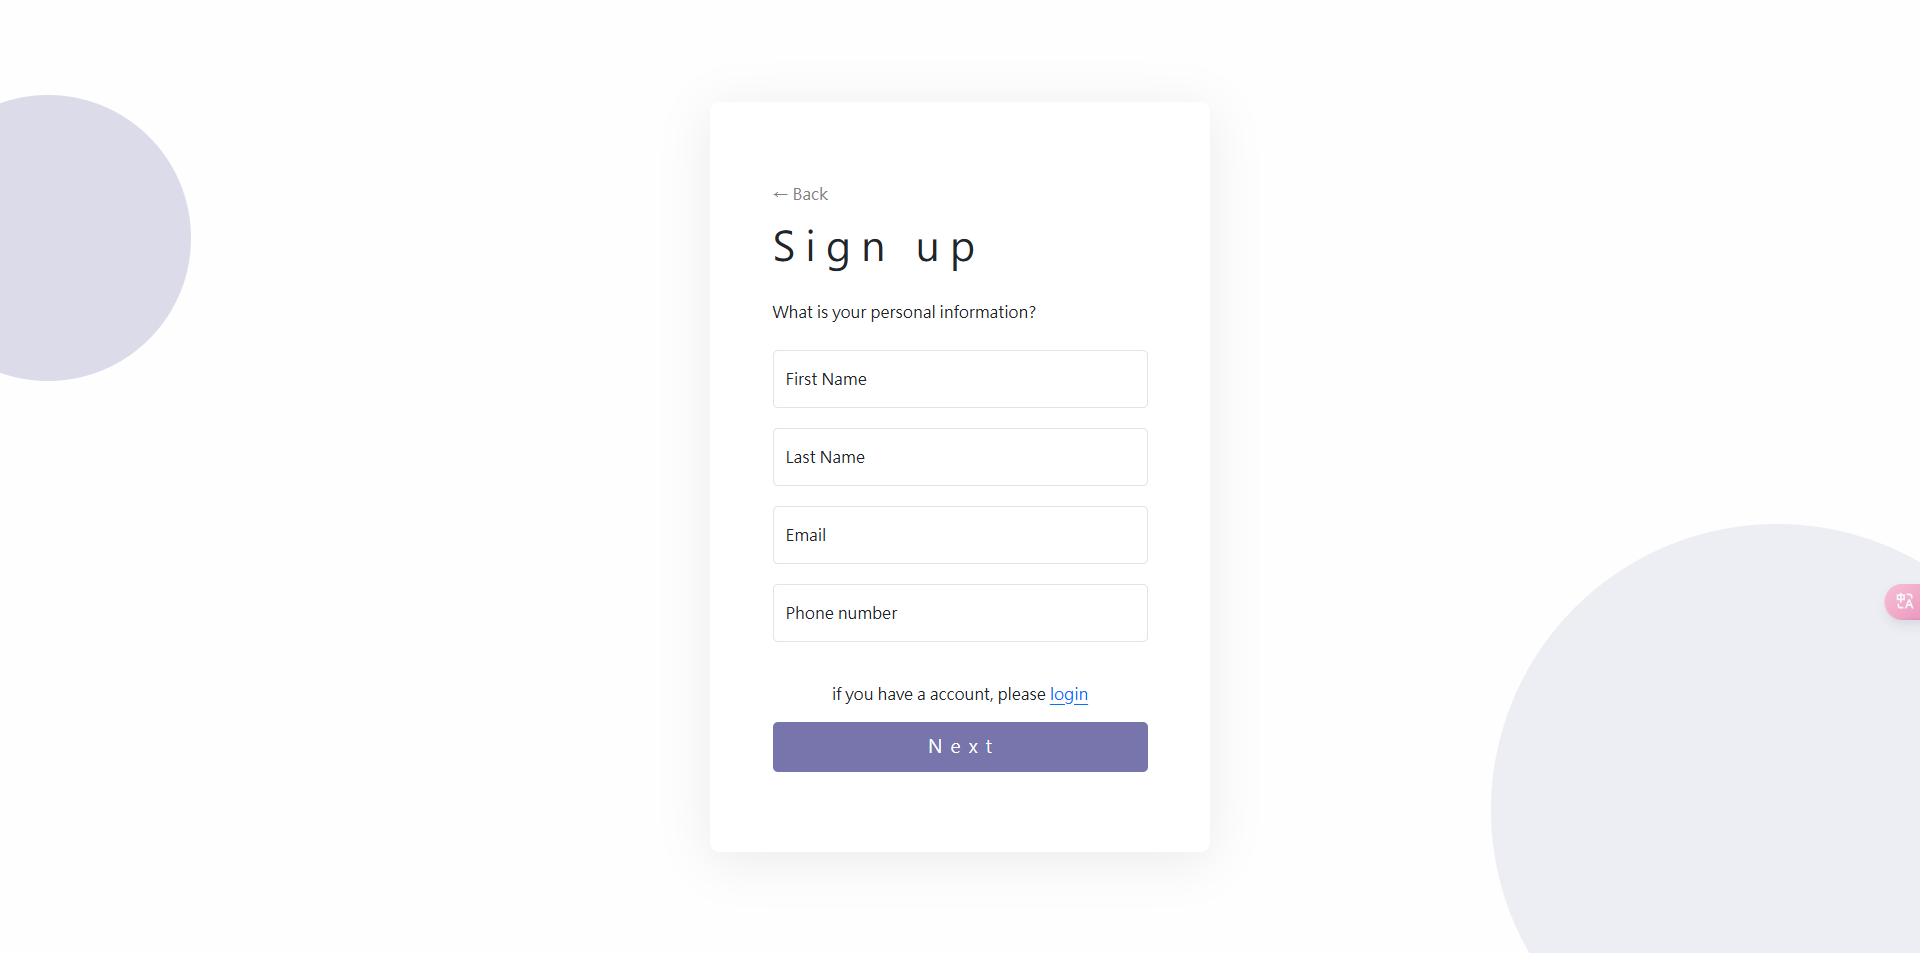 ← Back
Sign up
What is your personal information?
First Name
Last Name
Email
Phone number
if you have a account, please login
Next